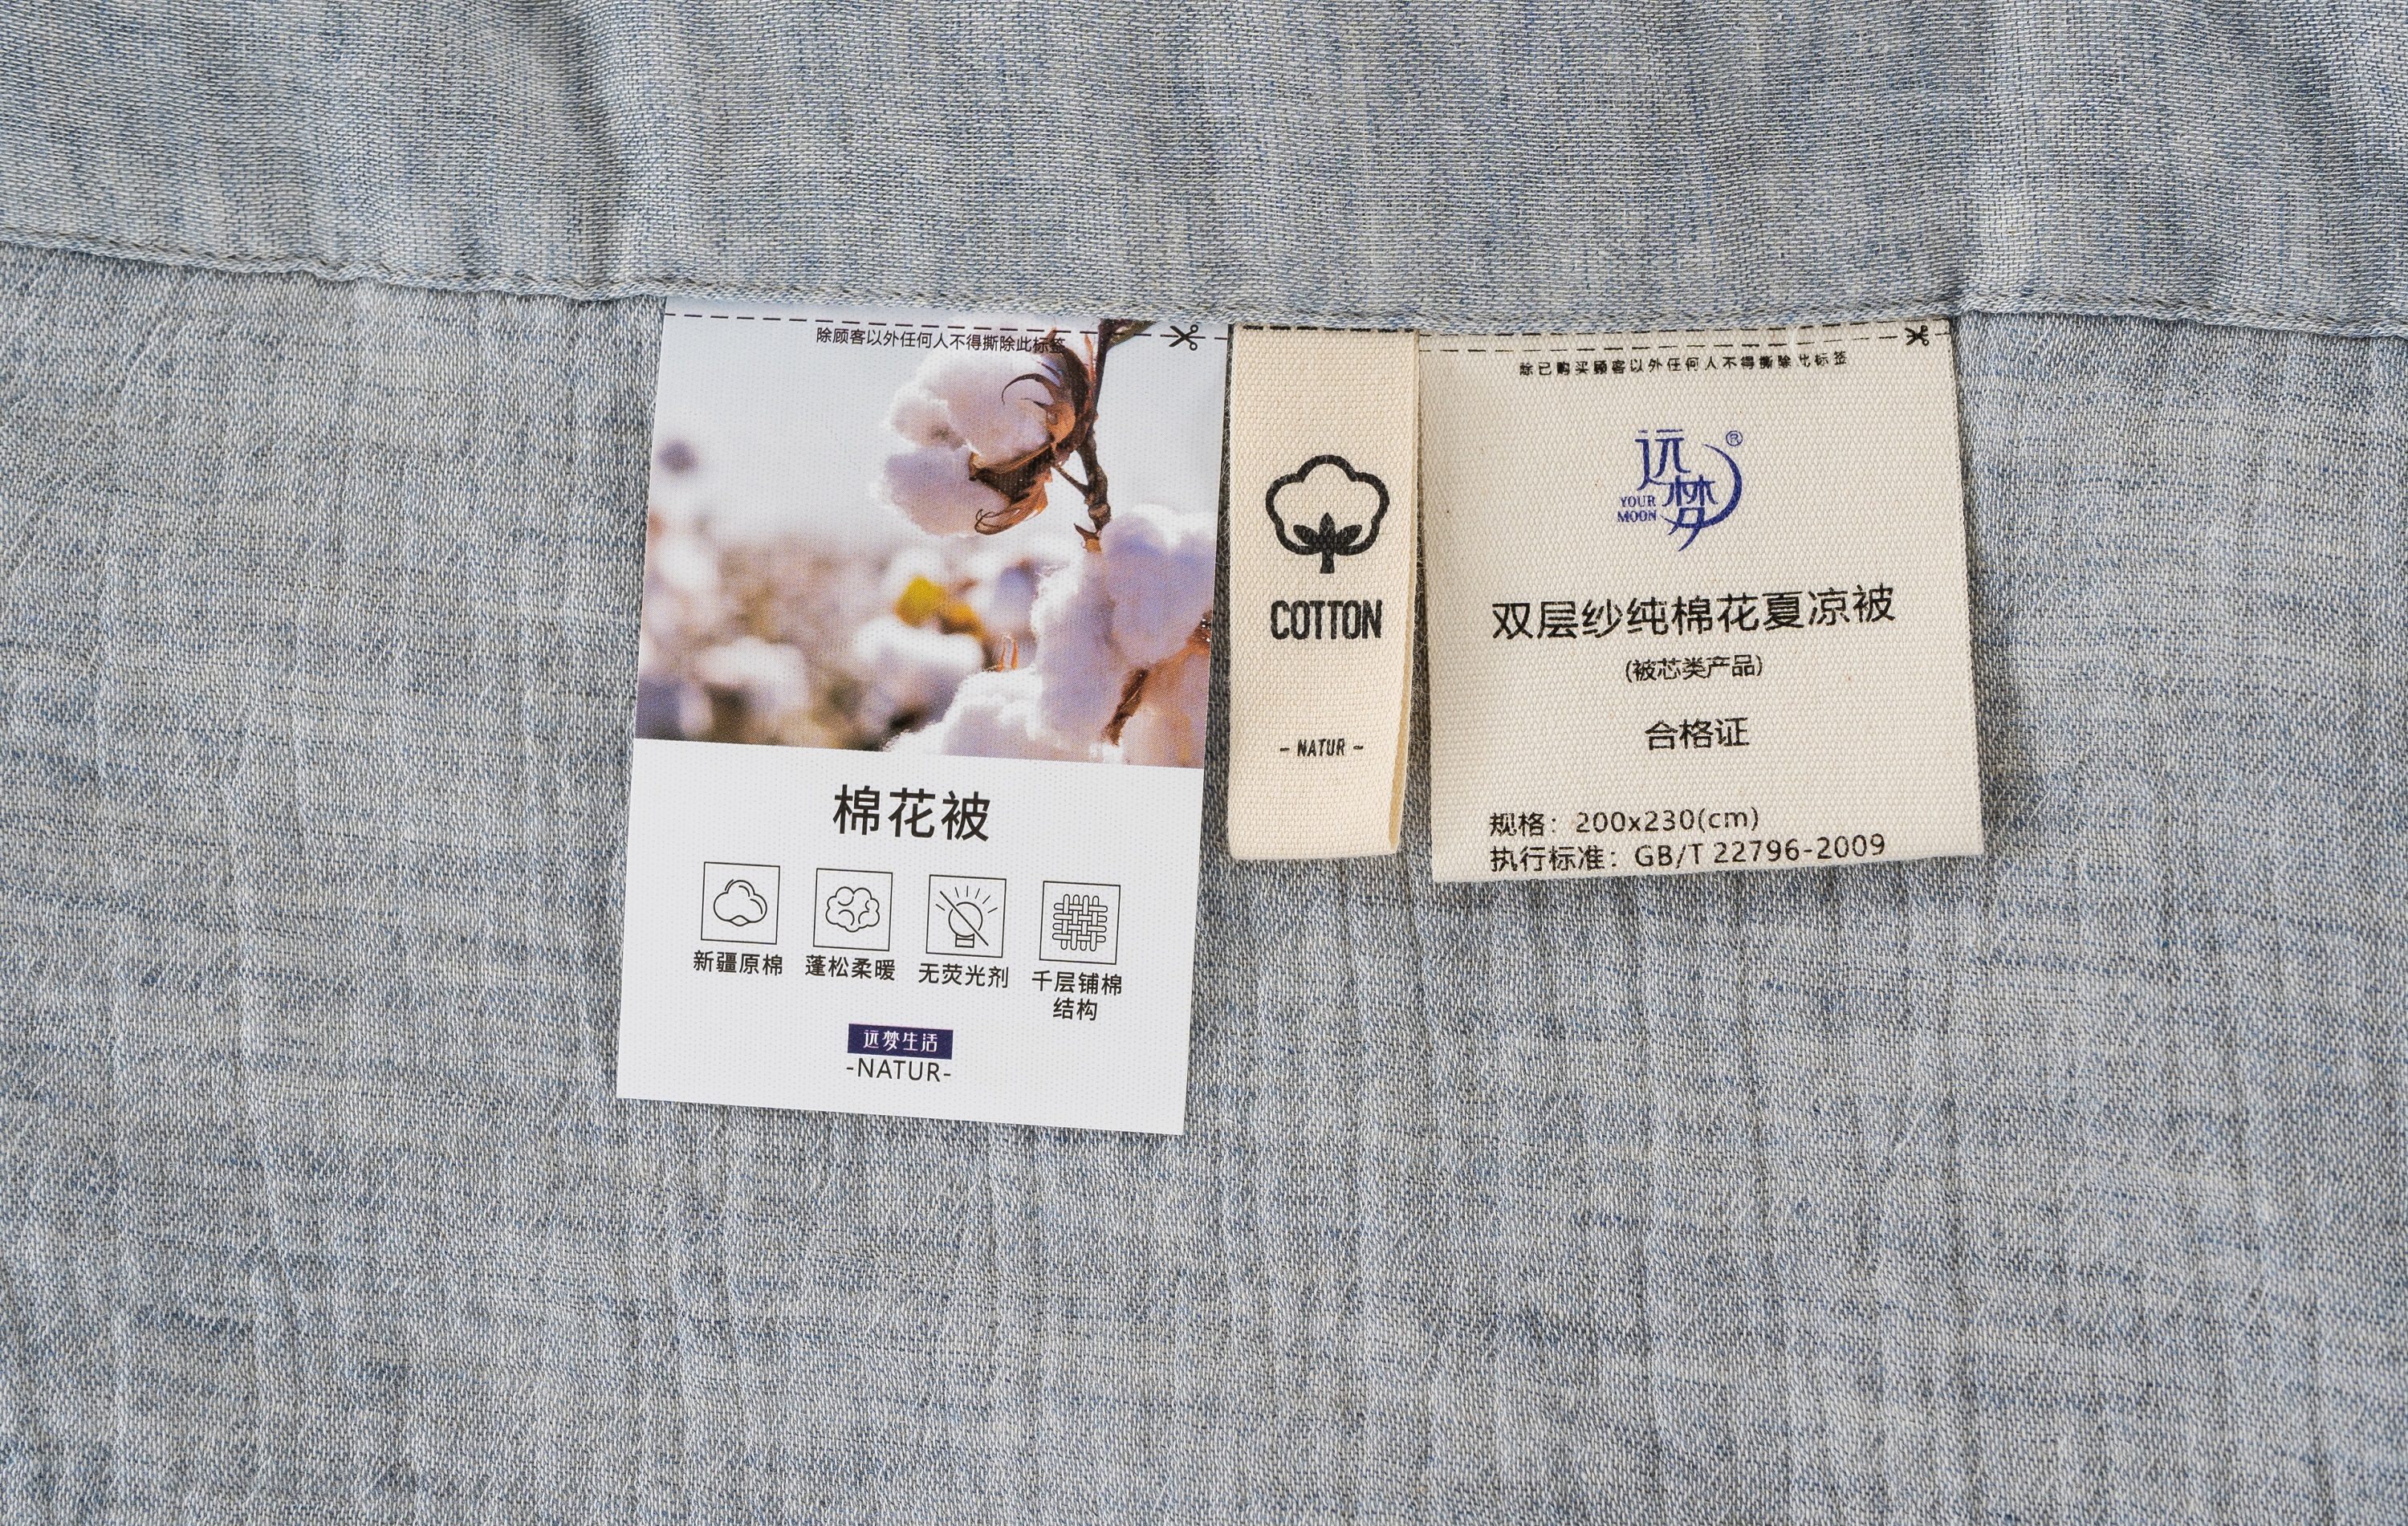 除顾客以外任何人不得撕除此标签
棉花被
新疆原棉
蓬松柔暖
无荧光剂
千层铺棉
结构
远梦生活
-NATUR-
COTTON
- NATUR -
除已购买顾客以外任何人不得撕除此标签
远梦®
YOUR
MOON
双层纱纯棉花夏凉被
(被芯类产品)
合格证
规格：200x230(cm)
执行标准：GB/T 22796-2009